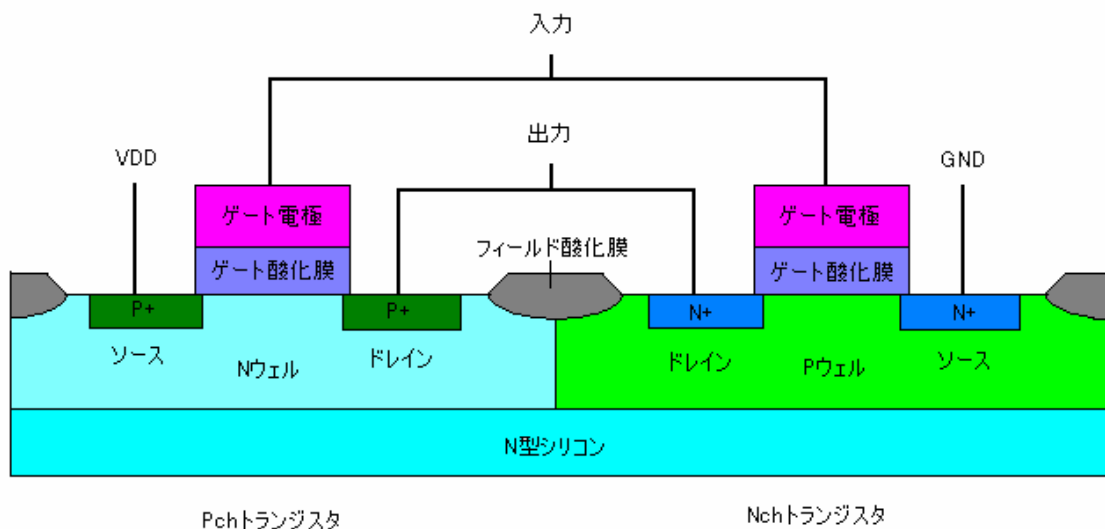 入力
出力
VDD
GND
ゲート電極
ゲート電極
フィールド酸化膜
ゲート酸化膜
ゲート酸化膜
P+
P+
N+
N+
ソース
Nウェル
ドレイン
ドレイン
Pウェル
ソース
N型シリコン
Pchトランジスタ
Nchトランジスタ